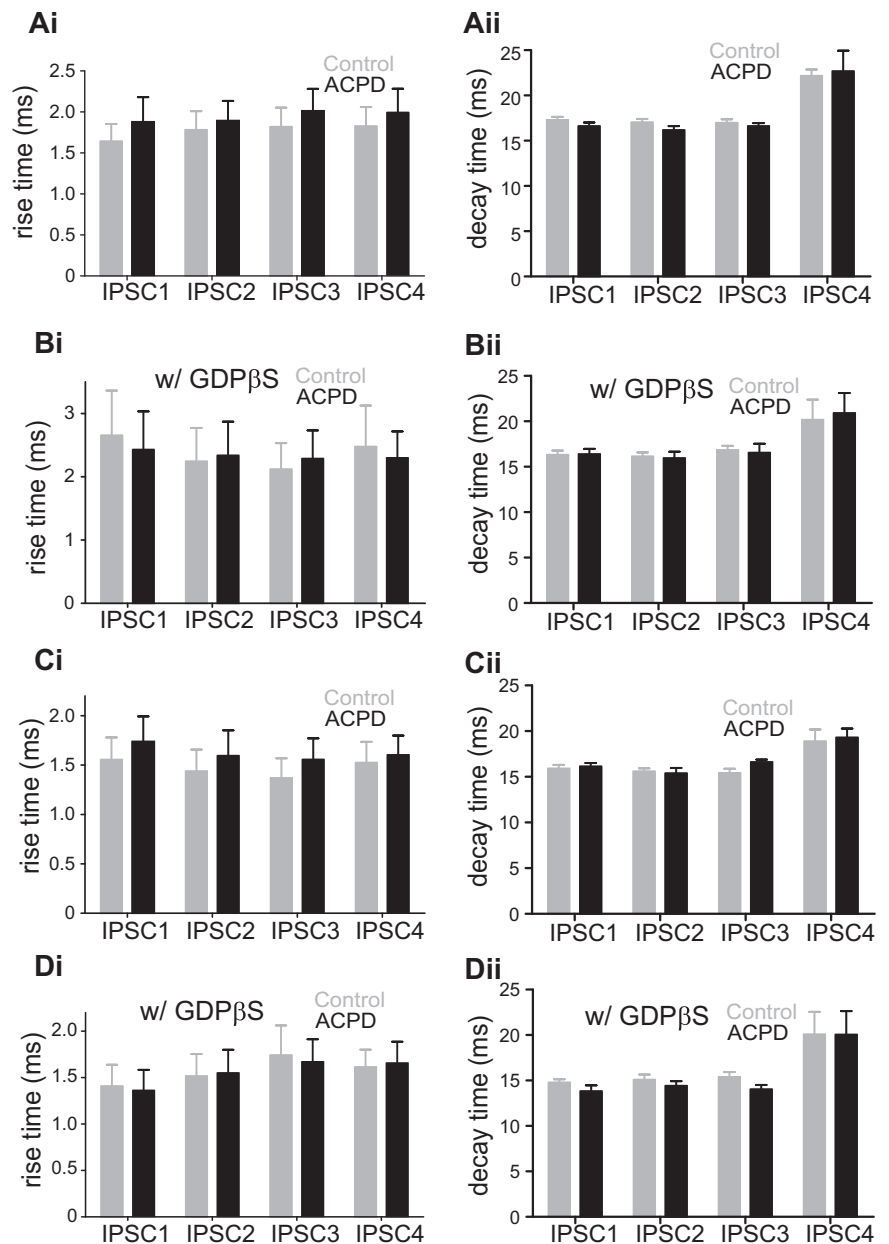 Ai
rise time (ms)
2.5
2.0
1.5
1.0
0.5
0
Control
ACPD
IPSC1 IPSC2 IPSC3 IPSC4
Aii
decay time (ms)
25
20
15
10
5
0
Control
ACPD
IPSC1 IPSC2 IPSC3 IPSC4
Bi
rise time (ms)
3
2
1
0
w/ GDPβS
Control
ACPD
IPSC1 IPSC2 IPSC3 IPSC4
Bii
decay time (ms)
25
20
15
10
5
0
w/ GDPβS
Control
ACPD
IPSC1 IPSC2 IPSC3 IPSC4
Ci
rise time (ms)
2.0
1.5
1.0
0.5
0
Control
ACPD
IPSC1 IPSC2 IPSC3 IPSC4
Cii
decay time (ms)
25
20
15
10
5
0
Control
ACPD
IPSC1 IPSC2 IPSC3 IPSC4
Di
rise time (ms)
2.0
1.5
1.0
0.5
0
w/ GDPβS
Control
ACPD
IPSC1 IPSC2 IPSC3 IPSC4
Dii
decay time (ms)
25
20
15
10
5
0
w/ GDPβS
Control
ACPD
IPSC1 IPSC2 IPSC3 IPSC4